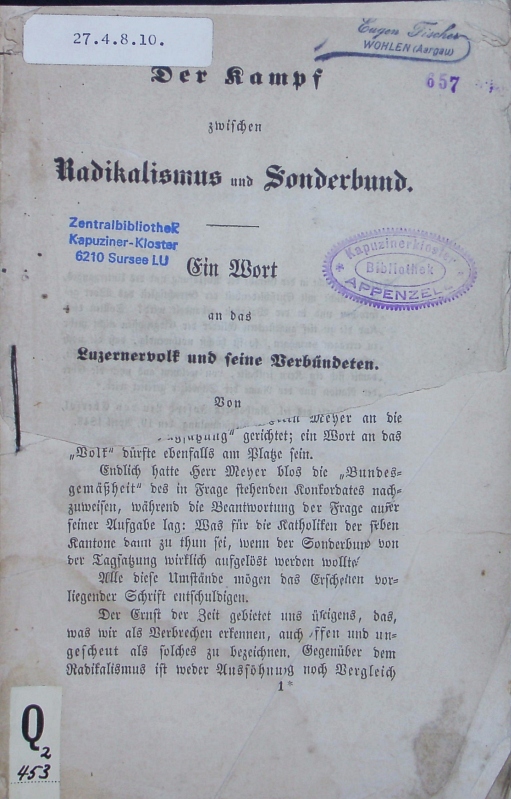 27.4.8.10.
Eugen Fischer
WOHLEN (Aargau)
657
Der Kampf
zwischen
Radikalismus und Sonderbund.
Zentralbibliothek
Kapuziner-Kloster
6210 Sursee LU
Kapuzinerkloster
Bibliothek
APPENZELL
Ein Wort
an das
Luzernervolk und seine Verbündeten.
Von
Meyer an die
gerichtet; ein Wort an das
„Volk“ dürfte ebenfalls am Platze sein.
Endlich hatte Herr Meyer blos die „Bundes-
gemäßheit“ des in Frage stehenden Konkordates nach-
zuweisen, während die Beantwortung der Frage außer
seiner Aufgabe lag: Was für die Katholiken der sieben
Kantone dann zu thun sei, wenn der Sonderbund von
der Tagsatzung wirklich aufgelöst werden wollte
Alle diese Umstände mögen das Erscheinen vor-
liegender Schrift entschuldigen.
Der Ernst der Zeit gebietet uns übrigens, das,
was wir als Verbrechen erkennen, auch offen und un-
gescheut als solches zu bezeichnen. Gegenüber dem
Radikalismus ist weder Aussöhnung noch Vergleich
1*
Q
2
453